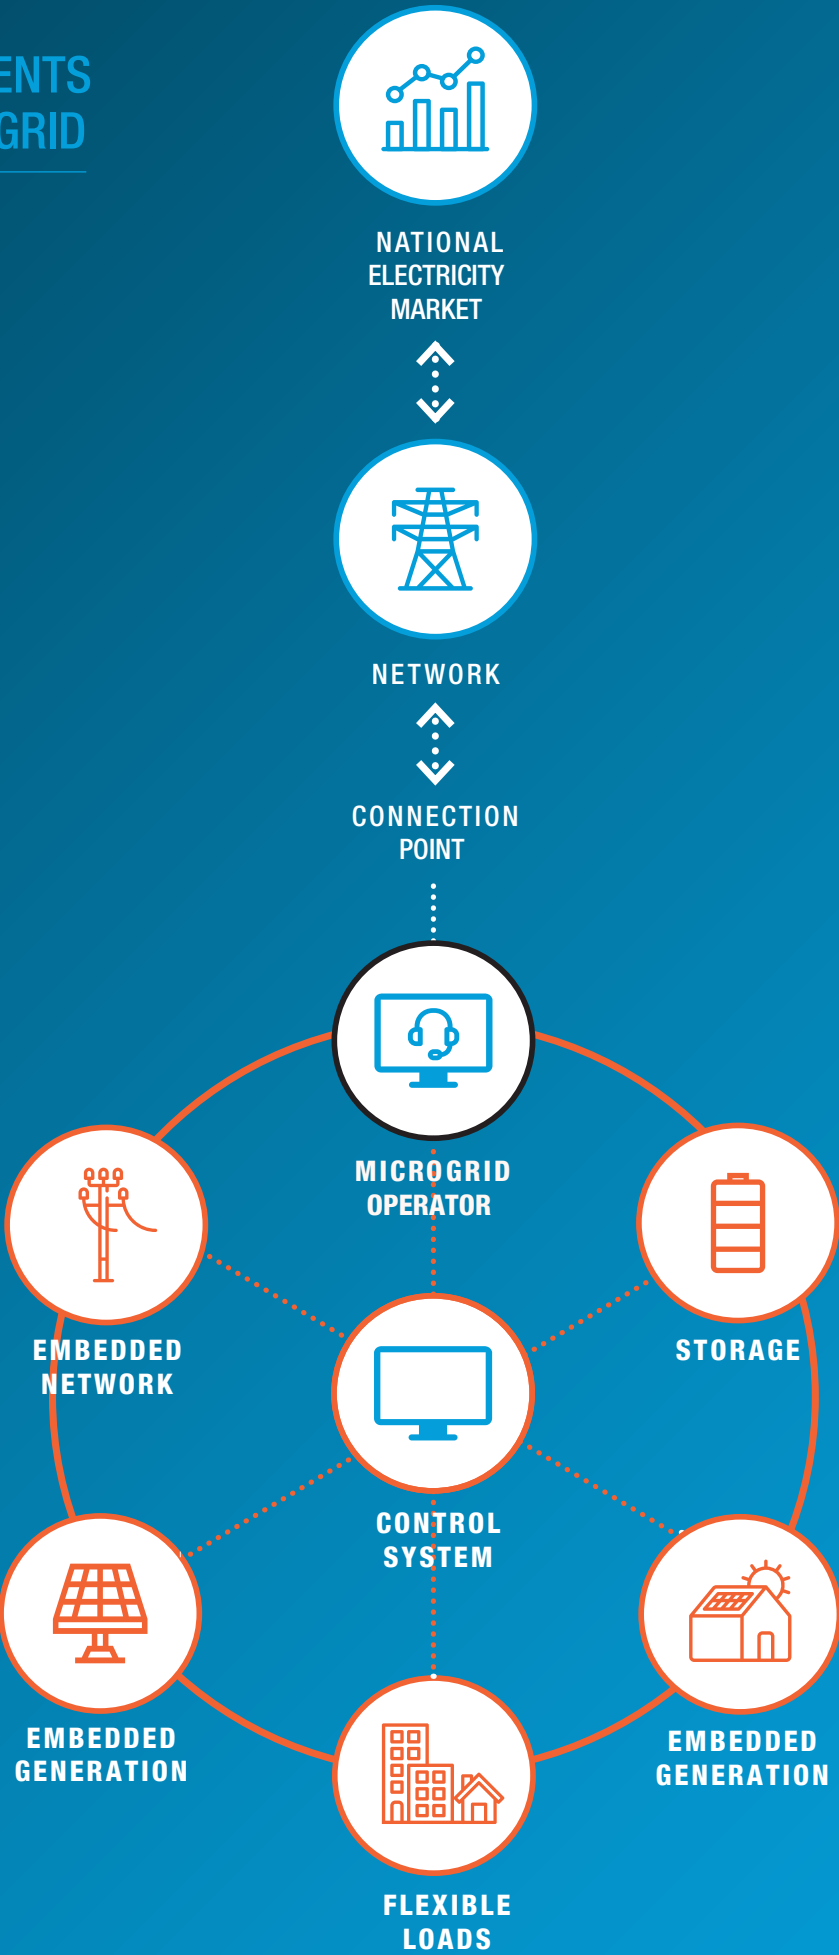 GRID
NATIONAL
ELECTRICITY
MARKET
NETWORK
CONNECTION
POINT
MICROGRID
OPERATOR
EMBEDDED
NETWORK
STORAGE
CONTROL
SYSTEM
EMBEDDED
GENERATION
EMBEDDED
GENERATION
FLEXIBLE
LOADS